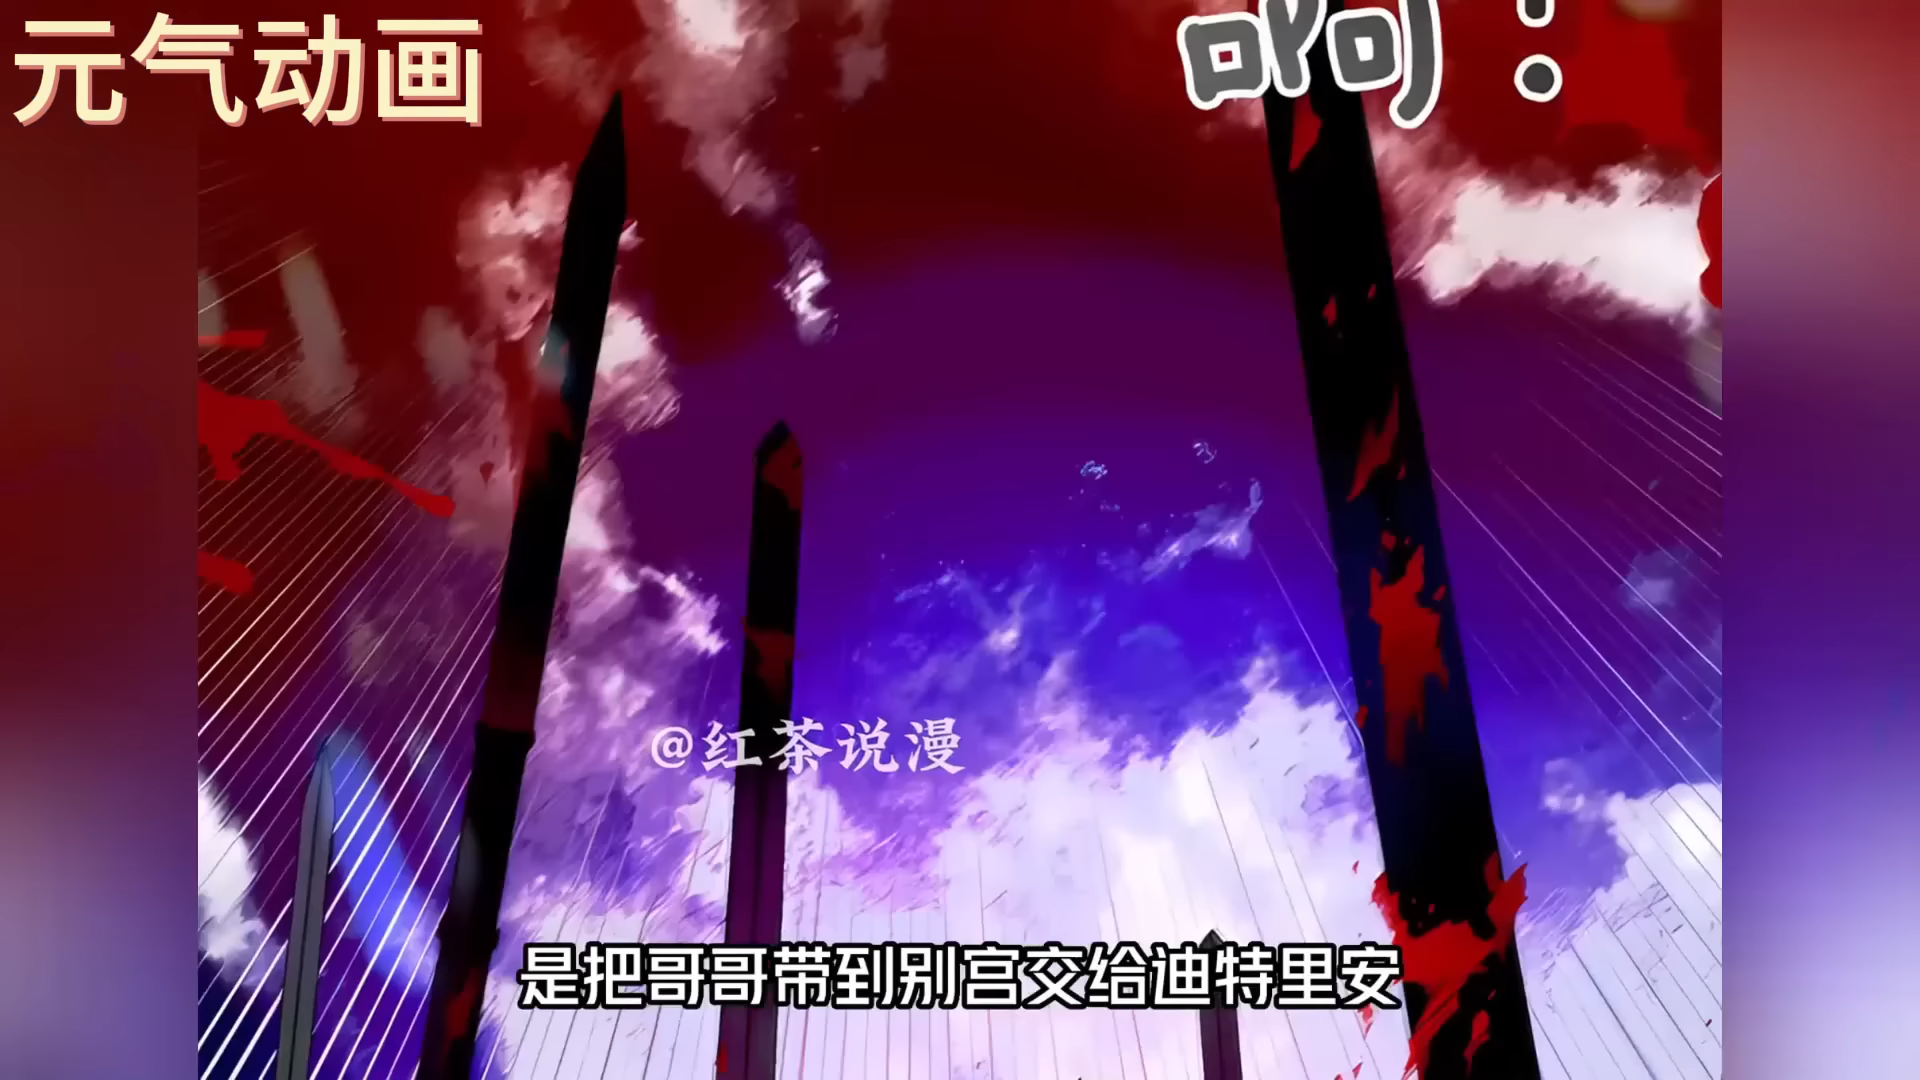 元气动画
啊：
@红茶说漫
是把哥哥带到别宫交给迪特里安